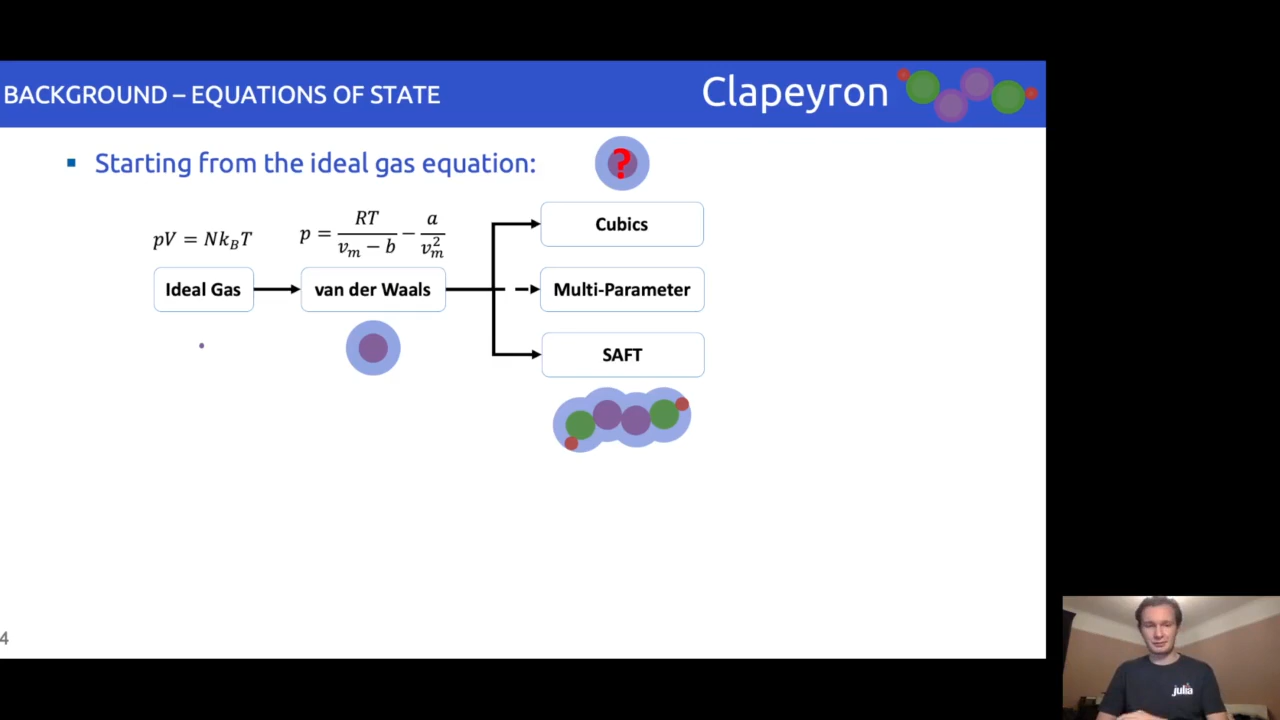 BACKGROUND – EQUATIONS OF STATE
Clapeyron
▪ Starting from the ideal gas equation:
?
pV = Nk_BT
p = RT/(v_m − b) − a/v_m^2
Cubics
Ideal Gas
van der Waals
Multi-Parameter
SAFT
4
julia